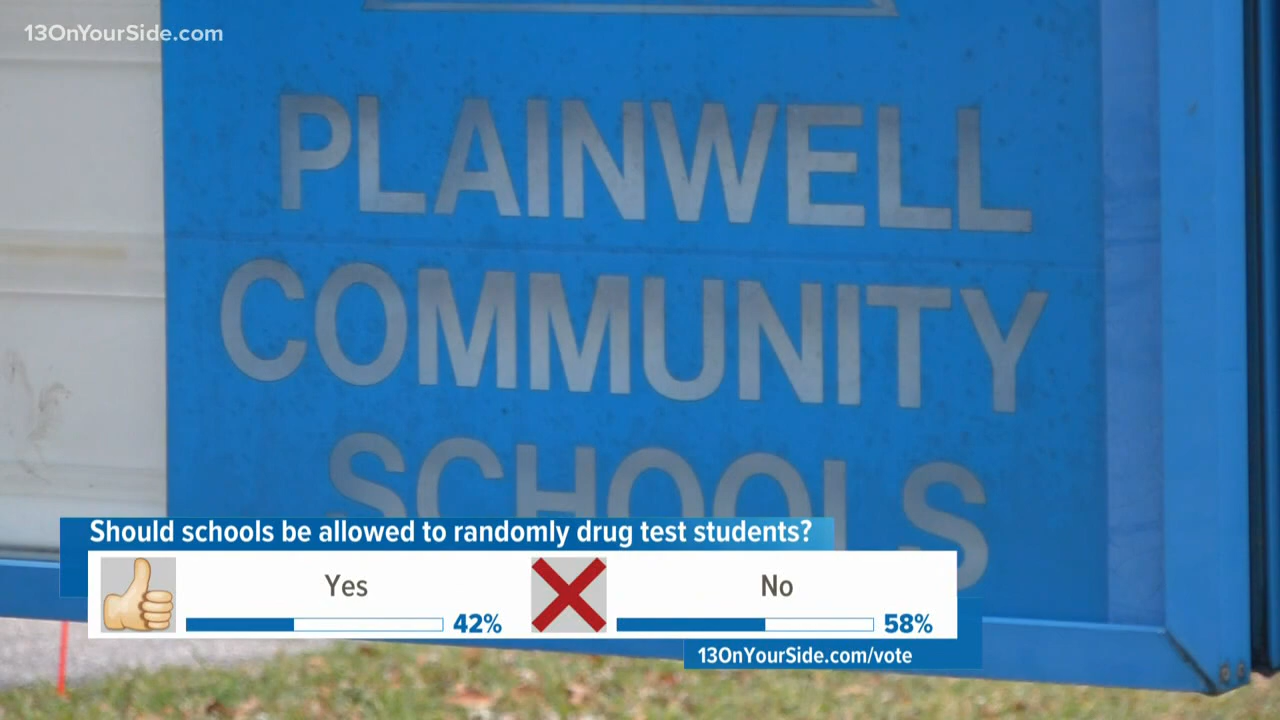 13OnYourSide.com
PLAINWELL
COMMUNITY
SCHOOLS
Should schools be allowed to randomly drug test students?
Yes
42%
No
58%
13OnYourSide.com/vote